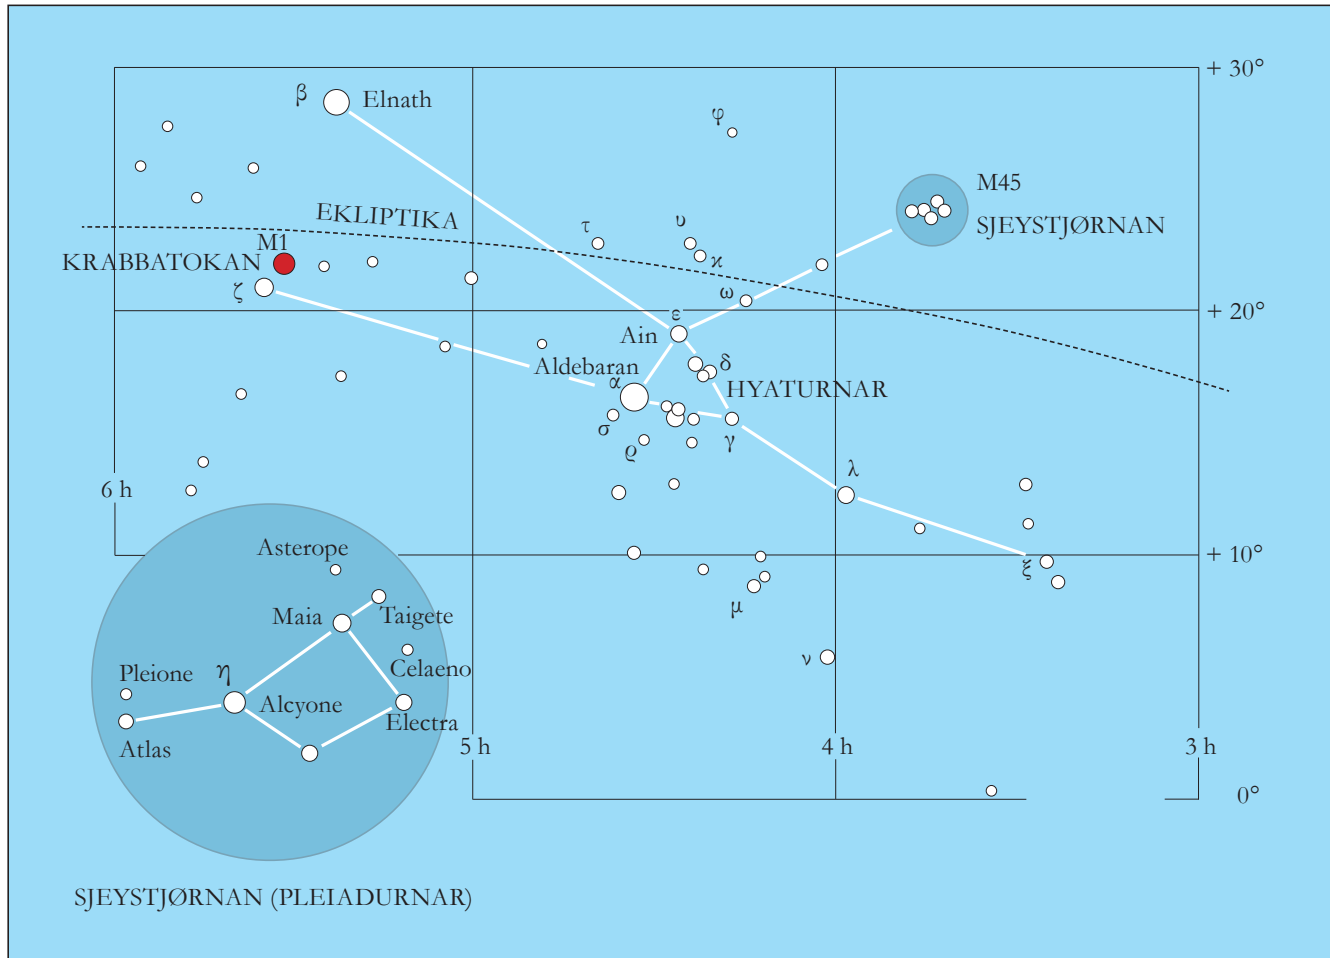 + 30°
β Elnath
φ
M45
SJEYSTJØRNAN
EKLIPTIKA
τ
υ
ϰ
M1
KRABBATOKAN
ζ
ω
ε
+ 20°
Ain
Aldebaran
α
δ
HYATURNAR
σ
ϱ
γ
λ
6 h
+ 10°
ξ
Asterope
Maia
Taigete
μ
Pleione
η
Celaeno
ν
Alcyone
Electra
Atlas
5 h
4 h
3 h
0°
SJEYSTJØRNAN (PLEIADURNAR)